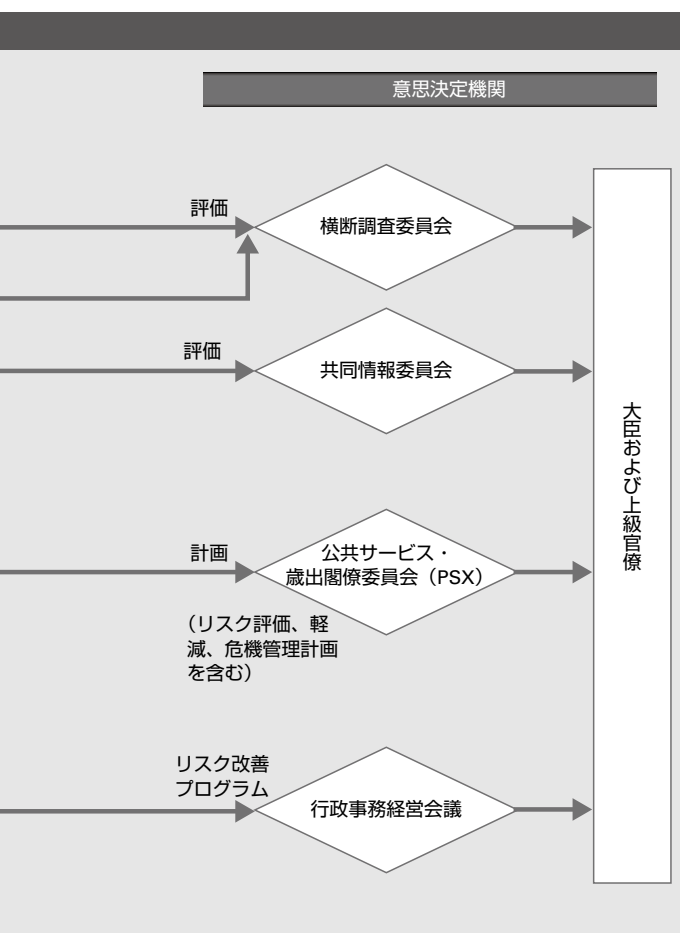 意思決定機関
評価
横断調査委員会
評価
共同情報委員会
計画
公共サービス・
歳出閣僚委員会（PSX）
（リスク評価、軽
減、危機管理計画
を含む）
リスク改善
プログラム
行政事務経営会議
大臣および上級官僚